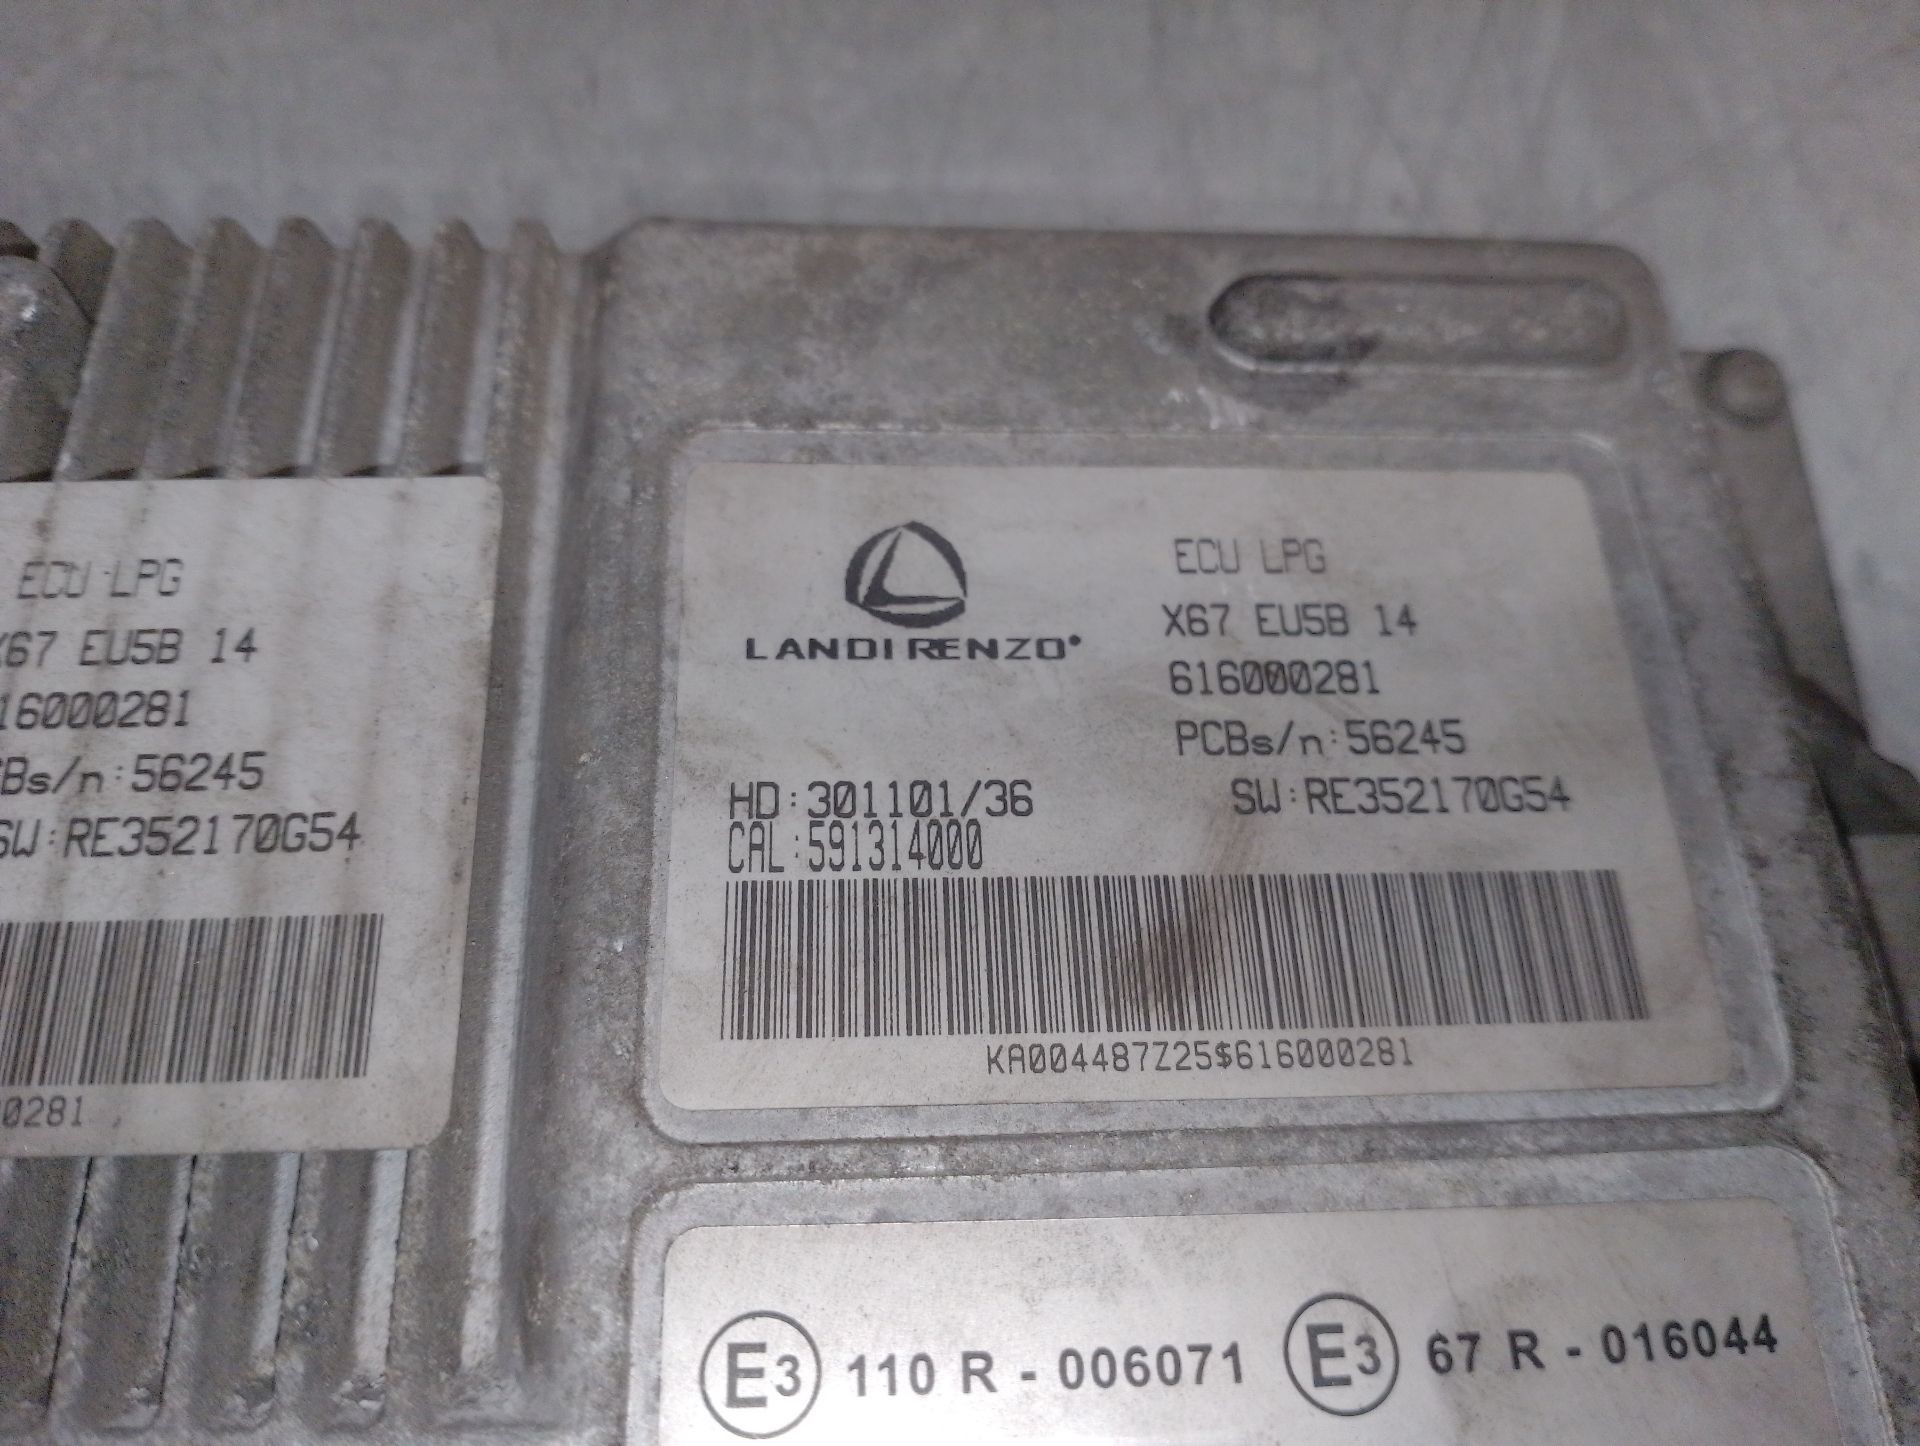 ECU LPG
X67 EU5B 14
16000281
Bs/n:56245
SW:RE352170G54
0281
LANDIRENZO
ECU LPG
X67 EU5B 14
616000281
PCBs/n:56245
HD:301101/36
SW:RE352170G54
CAL:591314000
KA004487Z25$616000281
E3 110 R - 006071 E3 67 R - 016044